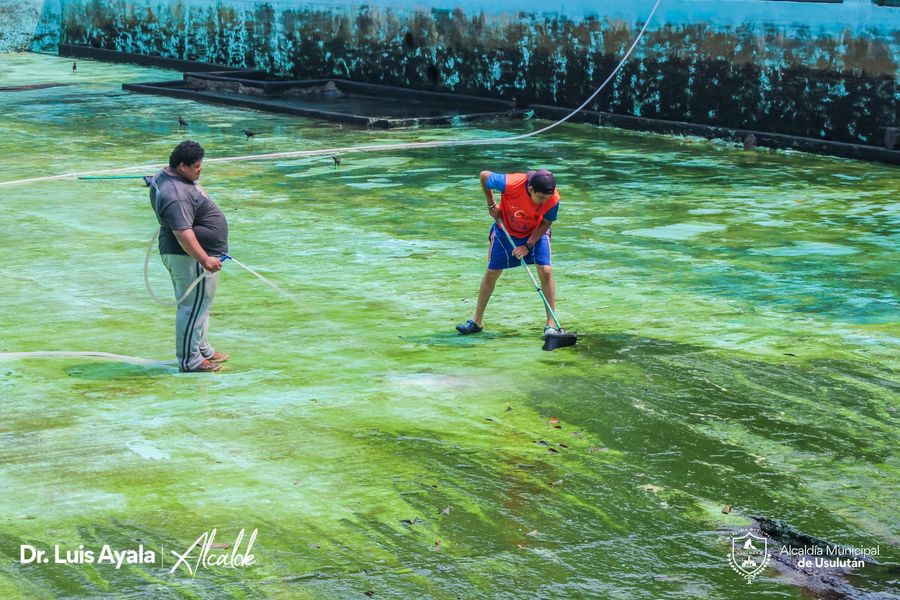 Dr. Luis Ayala | Alcalde
Alcaldía Municipal
de Usulután